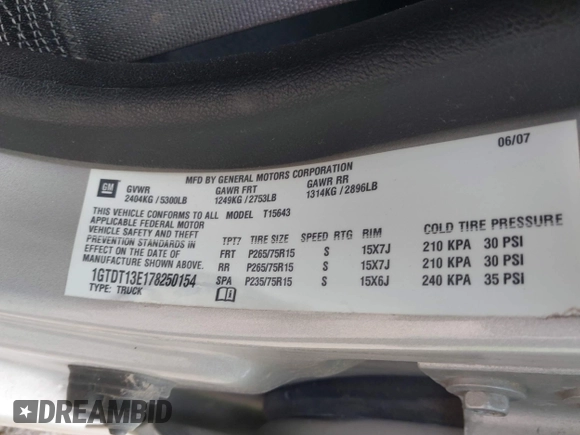 06/07
MFD BY GENERAL MOTORS CORPORATION
GM GVWR GAWR FRT GAWR RR
2404KG / 5300LB 1249KG / 2753LB 1314KG / 2896LB
THIS VEHICLE CONFORMS TO ALL MODEL T15643
APPLICABLE FEDERAL MOTOR
VEHICLE SAFETY AND THEFT
PREVENTION STANDARDS IN
EFFECT ON THE DATE OF
MANUFACTURE SHOWN ABOVE.
1GTDT13E178250154
TYPE: TRUCK
TPT7 TIRE SIZE SPEED RTG RIM COLD TIRE PRESSURE
FRT P265/75R15 S 15X7J 210 KPA 30 PSI
RR P265/75R15 S 15X7J 210 KPA 30 PSI
SPA P235/75R15 S 15X6J 240 KPA 35 PSI
DREAMBID